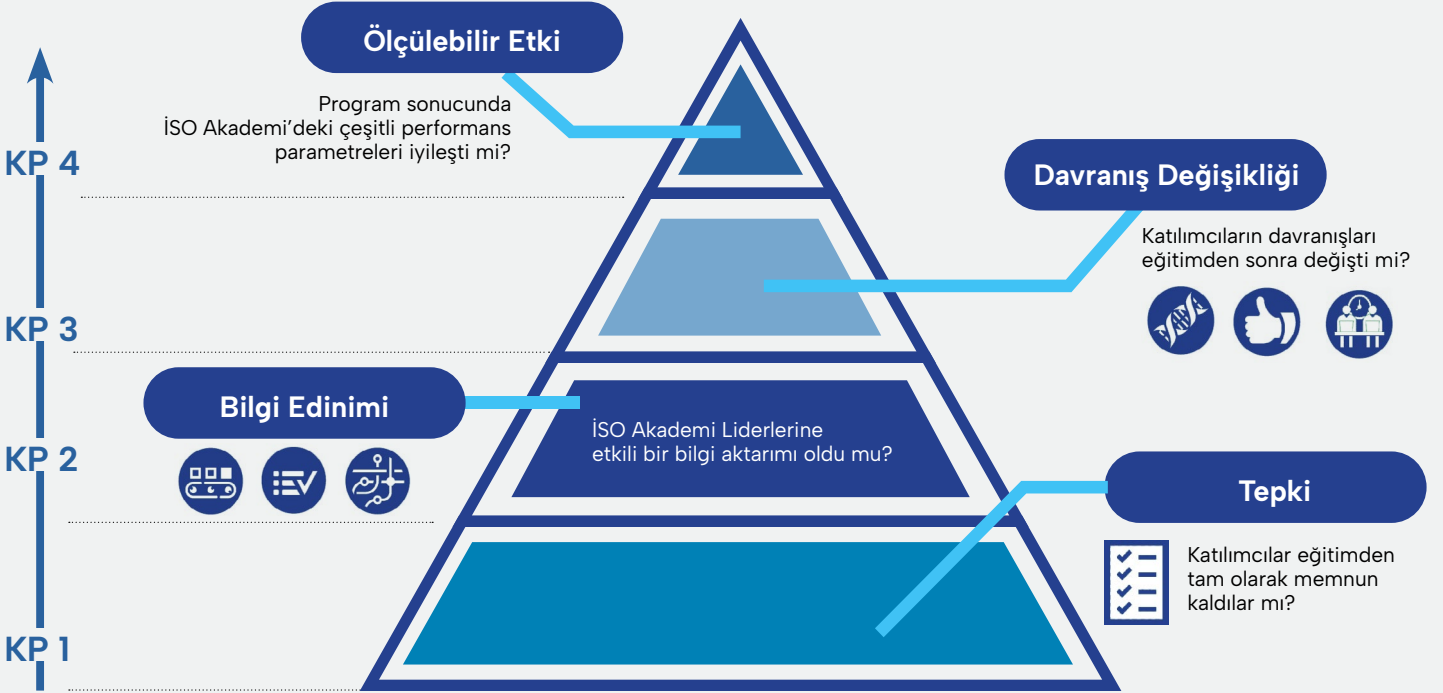 Ölçülebilir Etki
Program sonucunda
İSO Akademi'deki çeşitli performans
parametreleri iyileşti mi?
KP 4
Davranış Değişikliği
Katılımcıların davranışları
eğitimden sonra değişti mi?
KP 3
Bilgi Edinimi
İSO Akademi Liderlerine
etkili bir bilgi aktarımı oldu mu?
KP 2
Tepki
Katılımcılar eğitimden
tam olarak memnun
kaldılar mı?
KP 1